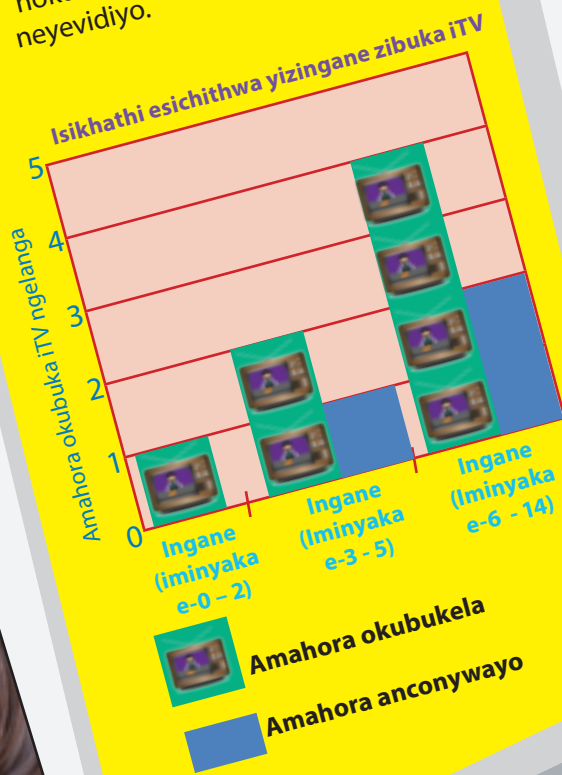 neyevidiyo.
Isikhathi esichithwa yizingane zibuka iTV
Amahora okubuka iTV ngelanga
5
4
3
2
1
0
Ingane
(iminyaka
e-0 – 2)
Ingane
(Iminyaka
e-3 - 5)
Ingane
(Iminyaka
e-6 - 14)
Amahora okubukela
Amahora anconywayo